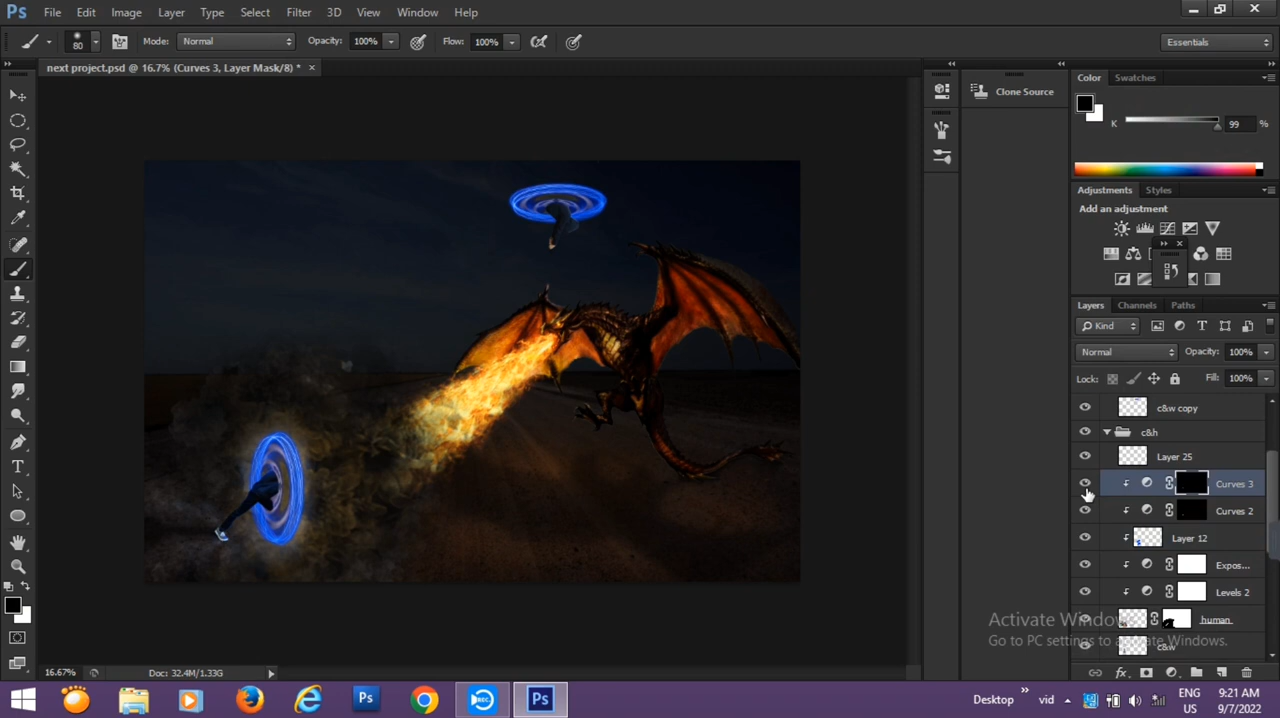 Ps File Edit Image Layer Type Select Filter 3D View Window Help
80 Mode: Normal Opacity: 100% Flow: 100% Essentials
next project.psd @ 16.7% (Curves 3, Layer Mask/8) * ×
Clone Source
Color Swatches
K 99 %
Adjustments Styles
Add an adjustment
Layers Channels Paths
Kind
Normal Opacity: 100%
Lock: Fill: 100%
c&w copy
c&h
Layer 25
Curves 3
Curves 2
Layer 12
Expos...
Levels 2
human
c&w
Activate Windows
Go to PC settings to activate Windows.
16.67% Doc: 32.4M/1.33G
Desktop » vid ENG US 9:21 AM 9/7/2022